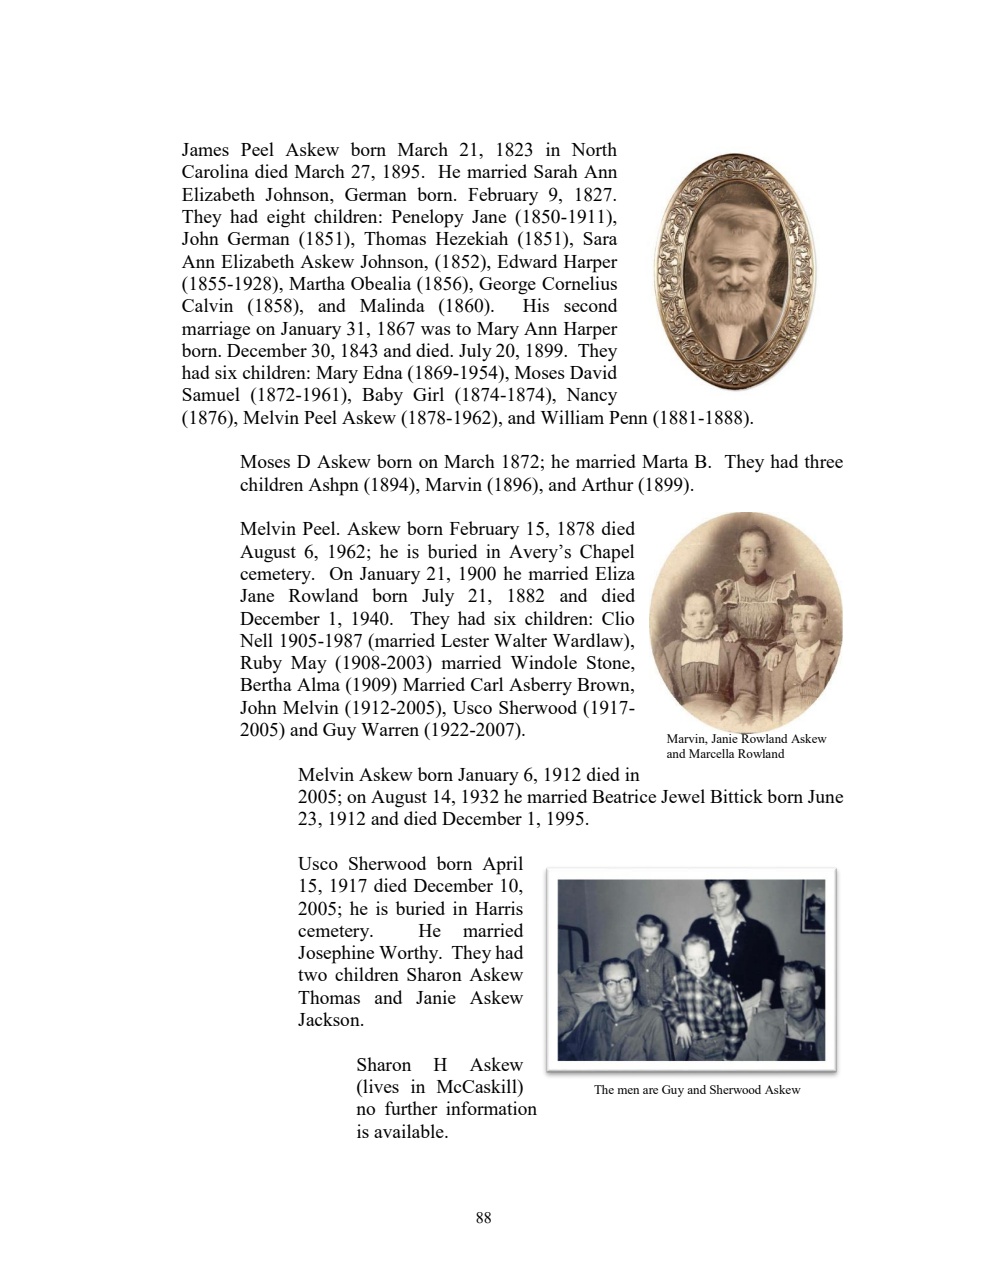 James Peel Askew born March 21, 1823 in North
Carolina died March 27, 1895.  He married Sarah Ann
Elizabeth Johnson, German born. February 9, 1827.
They had eight children: Penelopy Jane (1850-1911),
John German (1851), Thomas Hezekiah (1851), Sara
Ann Elizabeth Askew Johnson, (1852), Edward Harper
(1855-1928), Martha Obealia (1856), George Cornelius
Calvin (1858), and Malinda (1860).  His second
marriage on January 31, 1867 was to Mary Ann Harper
born. December 30, 1843 and died. July 20, 1899.  They
had six children: Mary Edna (1869-1954), Moses David
Samuel (1872-1961), Baby Girl (1874-1874), Nancy
(1876), Melvin Peel Askew (1878-1962), and William Penn (1881-1888).
Moses D Askew born on March 1872; he married Marta B.  They had three
children Ashpn (1894), Marvin (1896), and Arthur (1899).
Melvin Peel. Askew born February 15, 1878 died
August 6, 1962; he is buried in Avery’s Chapel
cemetery.  On January 21, 1900 he married Eliza
Jane Rowland born July 21, 1882 and died
December 1, 1940.  They had six children: Clio
Nell 1905-1987 (married Lester Walter Wardlaw),
Ruby May (1908-2003) married Windole Stone,
Bertha Alma (1909) Married Carl Asberry Brown,
John Melvin (1912-2005), Usco Sherwood (1917-
2005) and Guy Warren (1922-2007).
Marvin, Janie Rowland Askew
and Marcella Rowland
Melvin Askew born January 6, 1912 died in
2005; on August 14, 1932 he married Beatrice Jewel Bittick born June
23, 1912 and died December 1, 1995.
Usco Sherwood born April
15, 1917 died December 10,
2005; he is buried in Harris
cemetery.  He married
Josephine Worthy.  They had
two children Sharon Askew
Thomas and Janie Askew
Jackson.
Sharon H Askew
(lives in McCaskill)
no further information
is available.
The men are Guy and Sherwood Askew
88